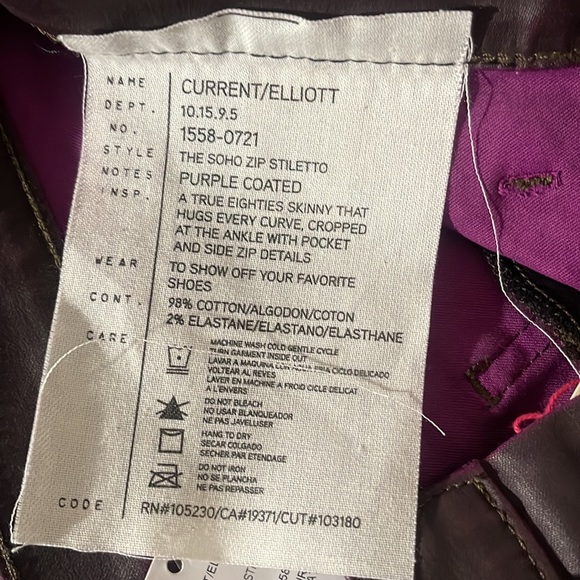 NAME CURRENT/ELLIOTT
DEPT. 10.15.9.5
NO. 1558-0721
STYLE THE SOHO ZIP STILETTO
NOTES PURPLE COATED
INSP. A TRUE EIGHTIES SKINNY THAT
HUGS EVERY CURVE, CROPPED
AT THE ANKLE WITH POCKET
AND SIDE ZIP DETAILS
WEAR TO SHOW OFF YOUR FAVORITE
SHOES
CONT. 98% COTTON/ALGODON/COTON
2% ELASTANE/ELASTANO/ELASTHANE
CARE MACHINE WASH COLD GENTLE CYCLE
TURN GARMENT INSIDE OUT
LAVAR A MAQUINA CON AGUA FRIA CICLO DELICADO
VOLTEAR AL REVES
LAVER EN MACHINE A FROID CICLE DELICAT
A L'ENVERS
DO NOT BLEACH
NO USAR BLANQUEADOR
NE PAS JAVELUSER
HANG TO DRY
SECAR COLGADO
SECHER PAR ETENDAGE
DO NOT IRON
NO SE PLANCHA
NE PAS REPASSER
CODE RN#105230/CA#19371/CUT#103180